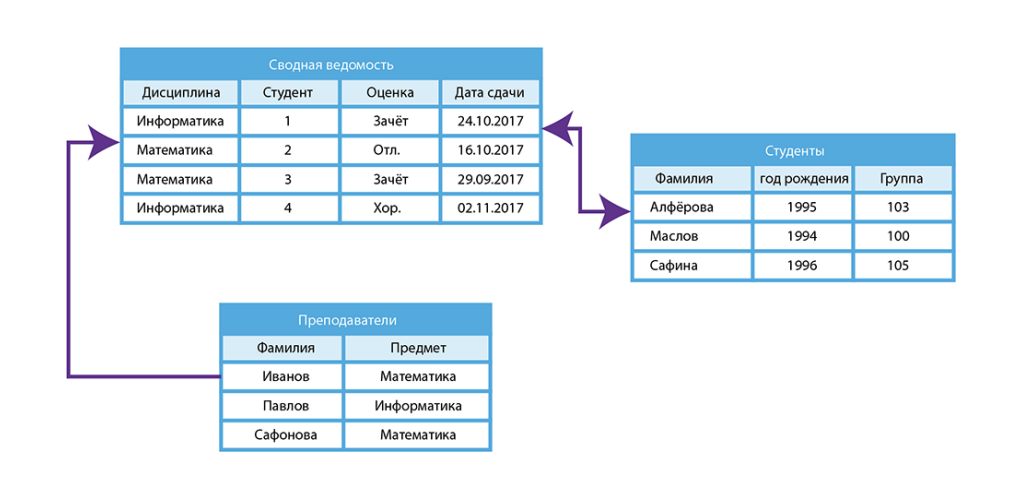 Сводная ведомость
Дисциплина Студент Оценка Дата сдачи
Информатика 1 Зачёт 24.10.2017
Математика 2 Отл. 16.10.2017
Математика 3 Зачёт 29.09.2017
Информатика 4 Хор. 02.11.2017
Студенты
Фамилия год рождения Группа
Алфёрова 1995 103
Маслов 1994 100
Сафина 1996 105
Преподаватели
Фамилия Предмет
Иванов Математика
Павлов Информатика
Сафонова Математика